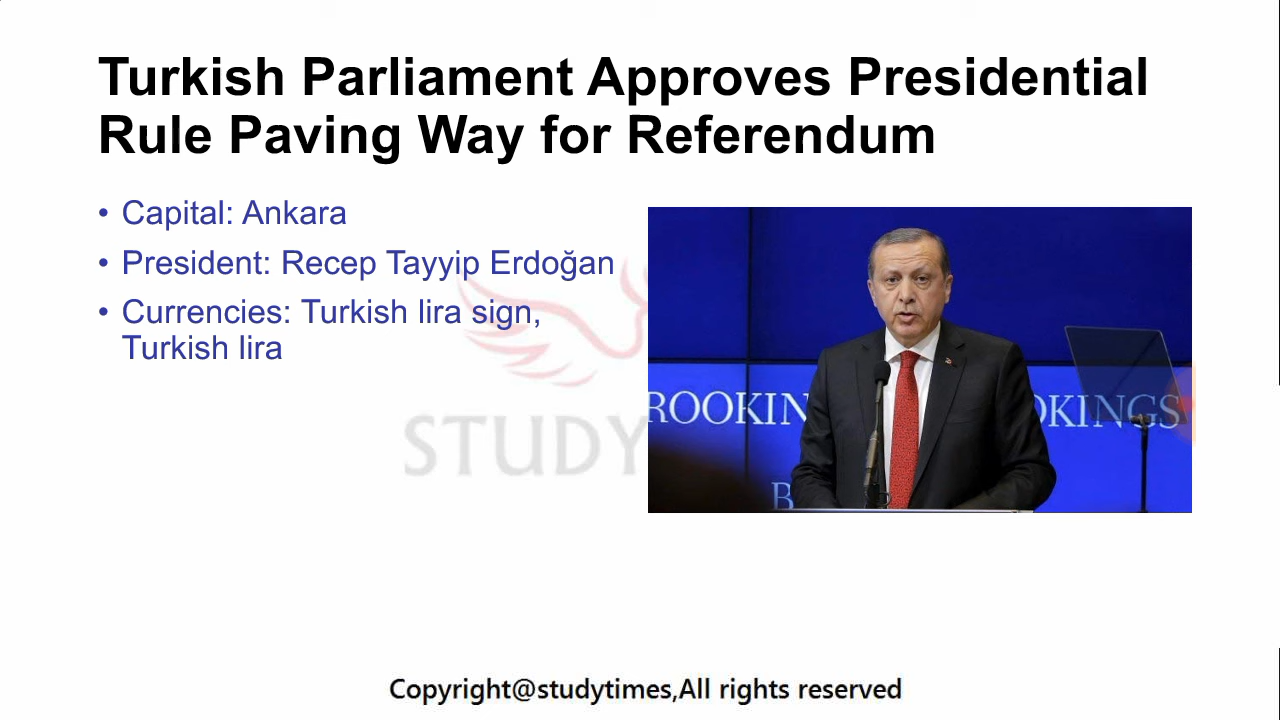 Turkish Parliament Approves Presidential
Rule Paving Way for Referendum
• Capital: Ankara
• President: Recep Tayyip Erdoğan
• Currencies: Turkish lira sign,
Turkish lira
STUDY
ROOKIN
OKINGS
B
Copyright@studytimes,All rights reserved